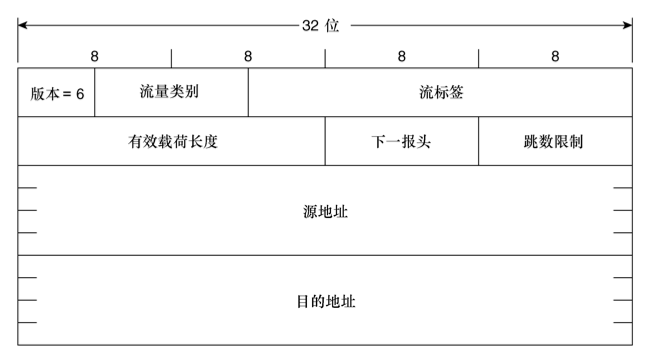 32 位
8 8 8 8
版本 = 6 流量类别 流标签
有效载荷长度 下一报头 跳数限制
源地址
目的地址